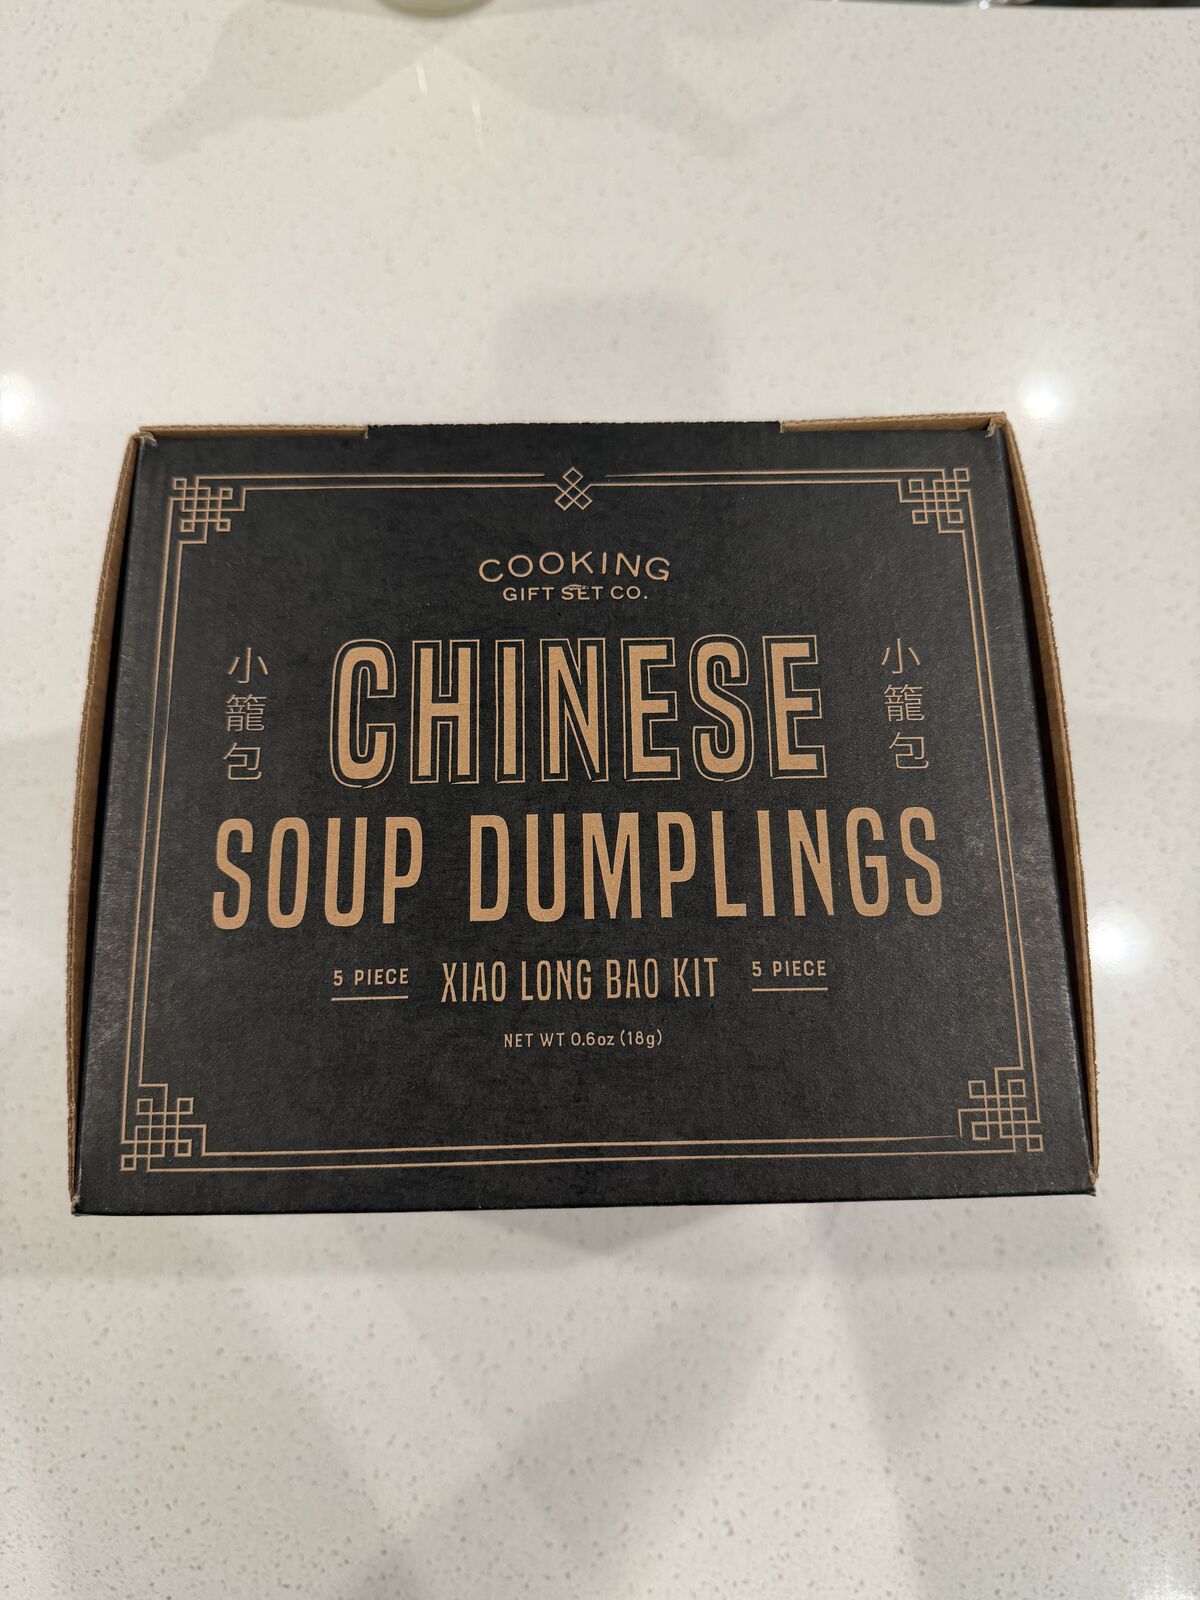 COOKING
GIFT SET CO.
小籠包
CHINESE
小籠包
SOUP DUMPLINGS
5 PIECE XIAO LONG BAO KIT 5 PIECE
NET WT 0.6oz (18g)